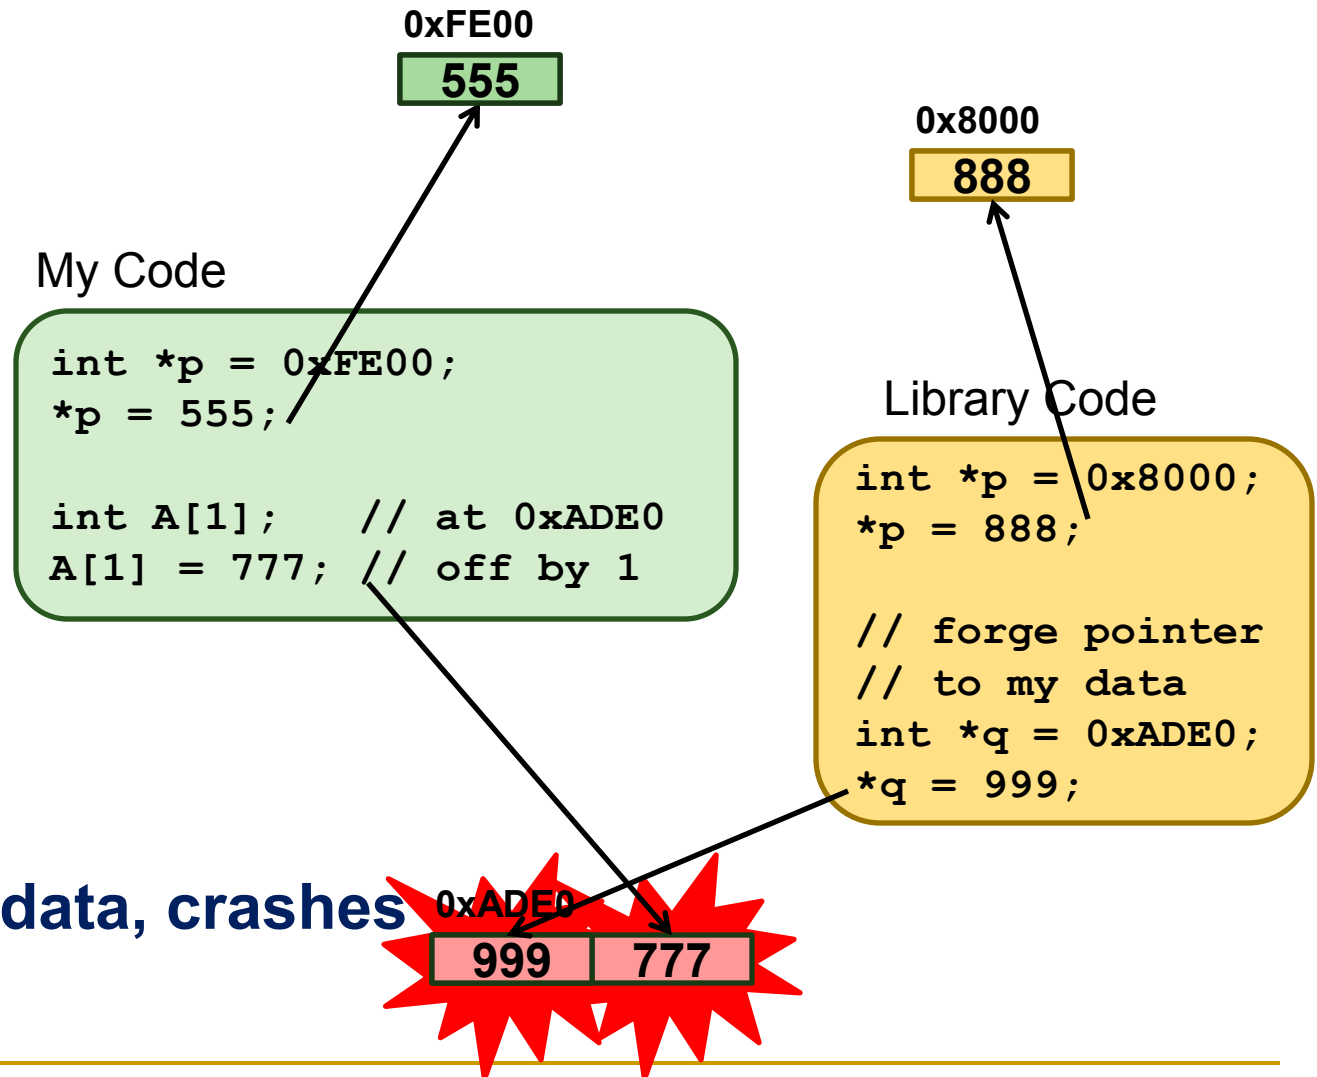 0xFE00
555
0x8000
888
My Code
int *p = 0xFE00;
*p = 555;
int A[1];   // at 0xADE0
A[1] = 777; // off by 1
Library Code
int *p = 0x8000;
*p = 888;
// forge pointer
// to my data
int *q = 0xADE0;
*q = 999;
data, crashes
0xADE0
999 777